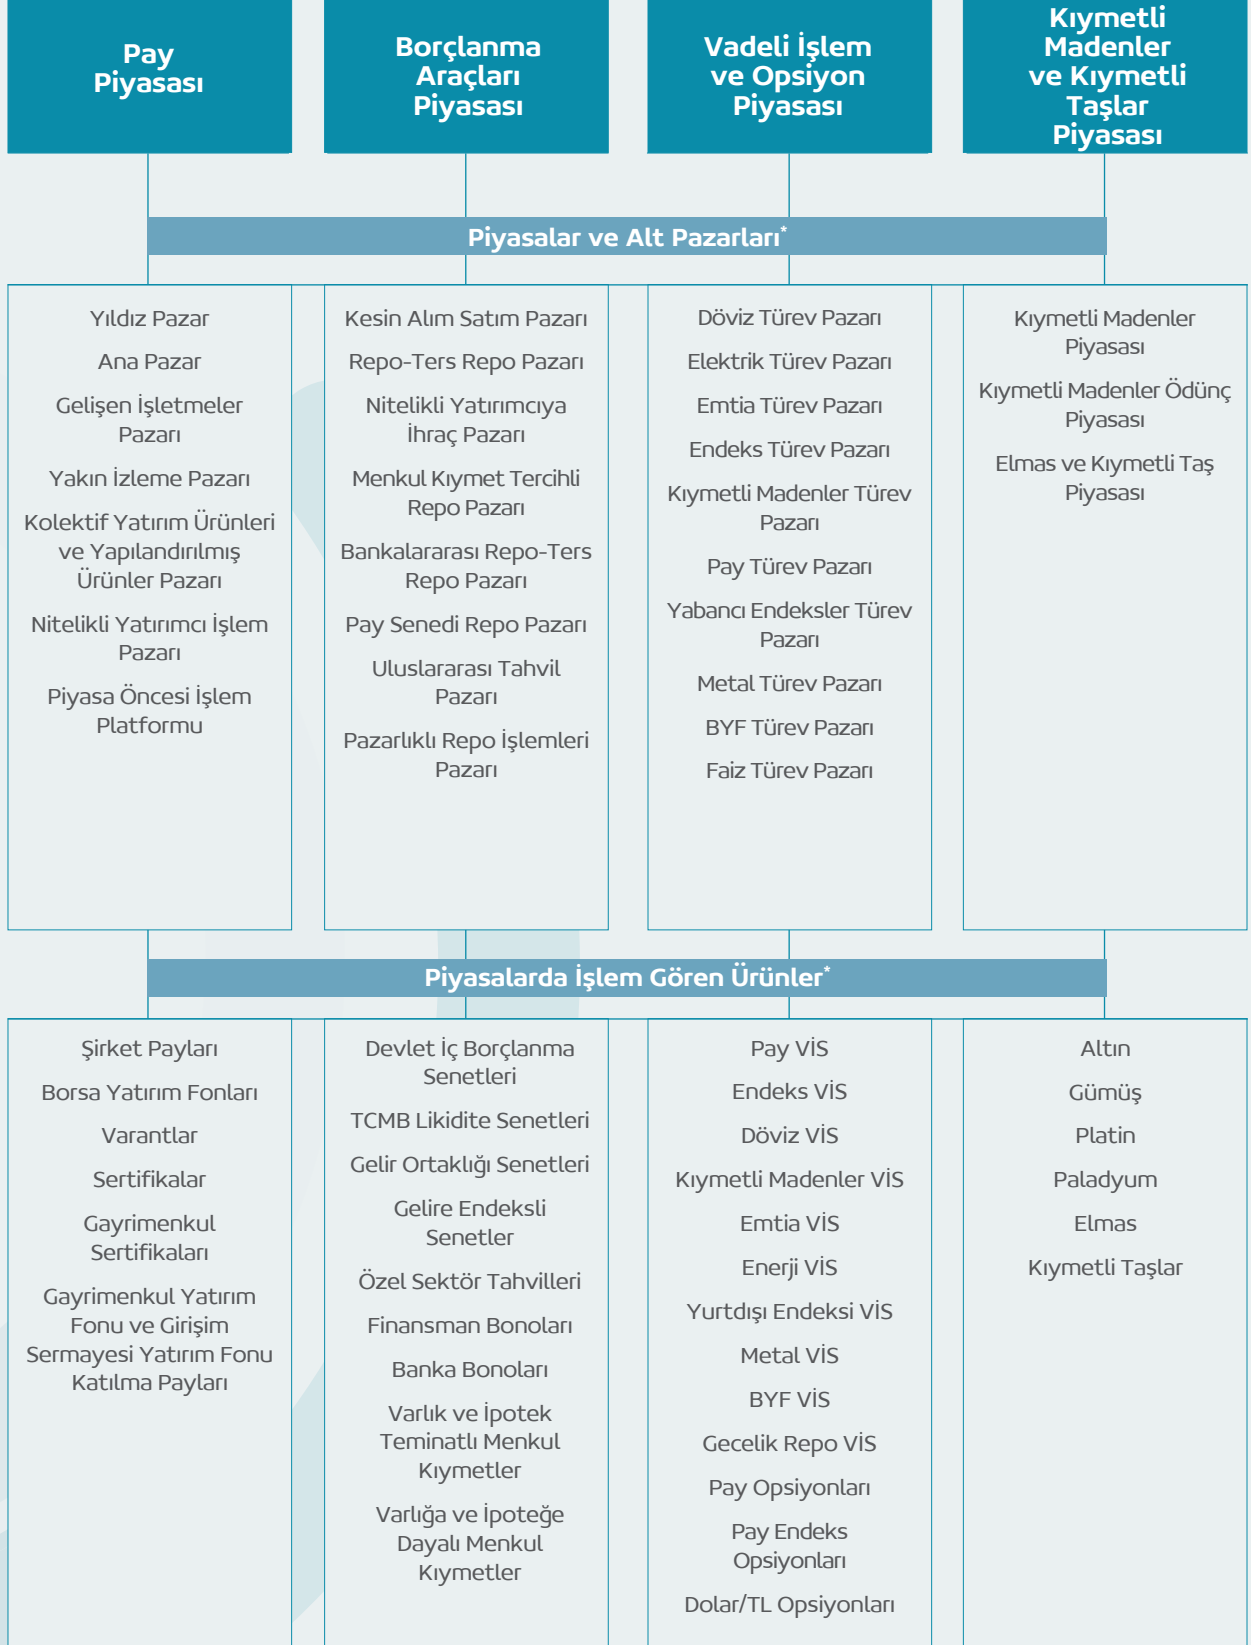 Pay
Piyasası
Borçlanma
Araçları
Piyasası
Vadeli İşlem
ve Opsiyon
Piyasası
Kıymetli
Madenler
ve Kıymetli
Taşlar
Piyasası
Piyasalar ve Alt Pazarları*
Yıldız Pazar
Ana Pazar
Gelişen İşletmeler
Pazarı
Yakın İzleme Pazarı
Kolektif Yatırım Ürünleri
ve Yapılandırılmış
Ürünler Pazarı
Nitelikli Yatırımcı İşlem
Pazarı
Piyasa Öncesi İşlem
Platformu
Kesin Alım Satım Pazarı
Repo-Ters Repo Pazarı
Nitelikli Yatırımcıya
İhraç Pazarı
Menkul Kıymet Tercihli
Repo Pazarı
Bankalararası Repo-Ters
Repo Pazarı
Pay Senedi Repo Pazarı
Uluslararası Tahvil
Pazarı
Pazarlıklı Repo İşlemleri
Pazarı
Döviz Türev Pazarı
Elektrik Türev Pazarı
Emtia Türev Pazarı
Endeks Türev Pazarı
Kıymetli Madenler Türev
Pazarı
Pay Türev Pazarı
Yabancı Endeksler Türev
Pazarı
Metal Türev Pazarı
BYF Türev Pazarı
Faiz Türev Pazarı
Kıymetli Madenler
Piyasası
Kıymetli Madenler Ödünç
Piyasası
Elmas ve Kıymetli Taş
Piyasası
Piyasalarda İşlem Gören Ürünler*
Şirket Payları
Borsa Yatırım Fonları
Varantlar
Sertifikalar
Gayrimenkul
Sertifikaları
Gayrimenkul Yatırım
Fonu ve Girişim
Sermayesi Yatırım Fonu
Katılma Payları
Devlet İç Borçlanma
Senetleri
TCMB Likidite Senetleri
Gelir Ortaklığı Senetleri
Gelire Endeksli
Senetler
Özel Sektör Tahvilleri
Finansman Bonoları
Banka Bonoları
Varlık ve İpotek
Teminatlı Menkul
Kıymetler
Varlığa ve İpoteğe
Dayalı Menkul
Kıymetler
Pay VİS
Endeks VİS
Döviz VİS
Kıymetli Madenler VİS
Emtia VİS
Enerji VİS
Yurtdışı Endeksi VİS
Metal VİS
BYF VİS
Gecelik Repo VİS
Pay Opsiyonları
Pay Endeks
Opsiyonları
Dolar/TL Opsiyonları
Altın
Gümüş
Platin
Paladyum
Elmas
Kıymetli Taşlar